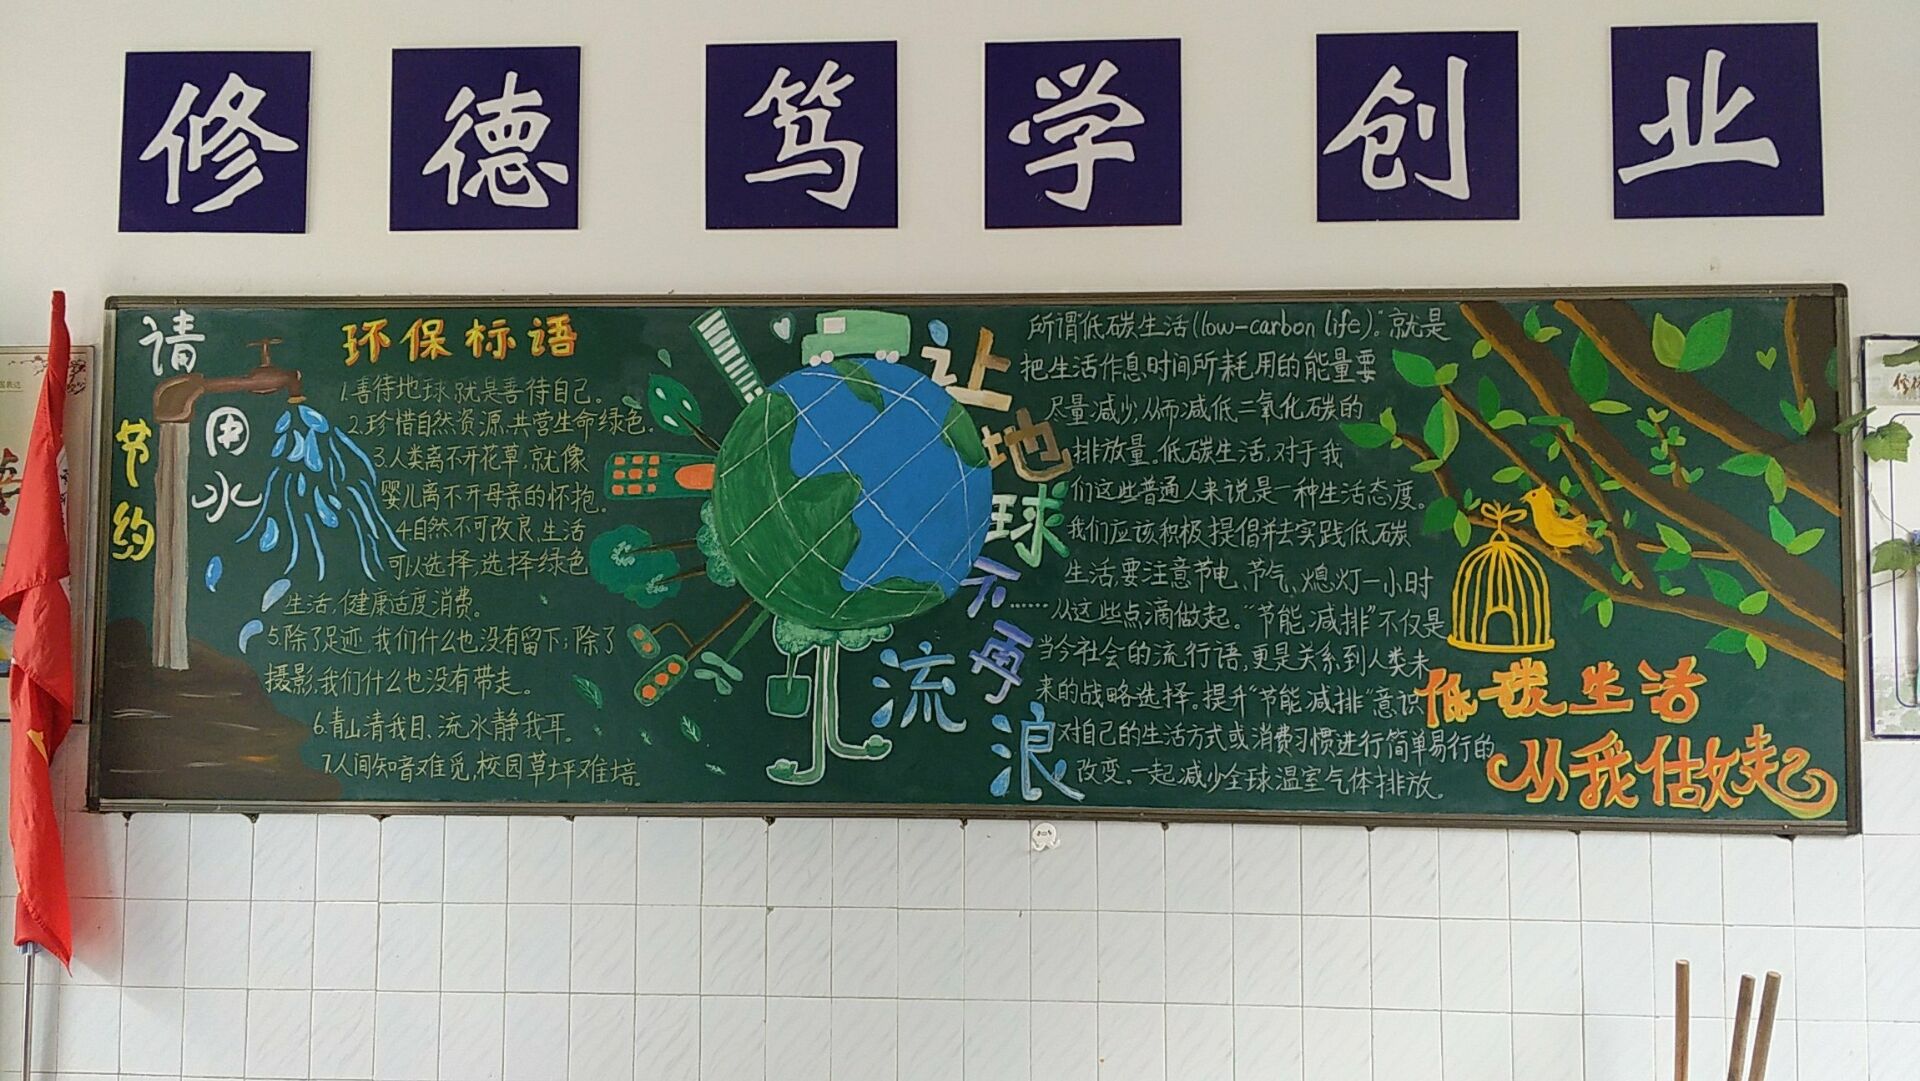 修德笃学创业
请节约用水
环保标语
1.善待地球就是善待自己。
2.珍惜自然资源,共营生命绿色.
3.人类离不开花草,就像
婴儿离不开母亲的怀抱。
4自然不可改良,生活
可以选择,选择绿色
生活,健康适度消费。
5.除了足迹,我们什么也没有留下;除了
摄影,我们什么也没有带走。
6.青山清我目、流水静我耳。
7.人间知音难觅,校园草坪难培.
让地球不再流浪
所谓"低碳生活(low-carbon life)。"就是
把生活作息时间所耗用的能量要
尽量减少,从而减低二氧化碳的
排放量。低碳生活,对于我
们这些普通人来说是一种生活态度。
我们应该积极提倡并去实践低碳
生活,要注意节电、节气、熄灯一小时
……从这些点滴做起。"节能减排"不仅是
当今社会的流行语,更是关系到人类未
来的战略选择。提升"节能减排"意识
对自己的生活方式或消费习惯进行简单易行的
改变,一起减少全球温室气体排放。
低碳生活
从我做起